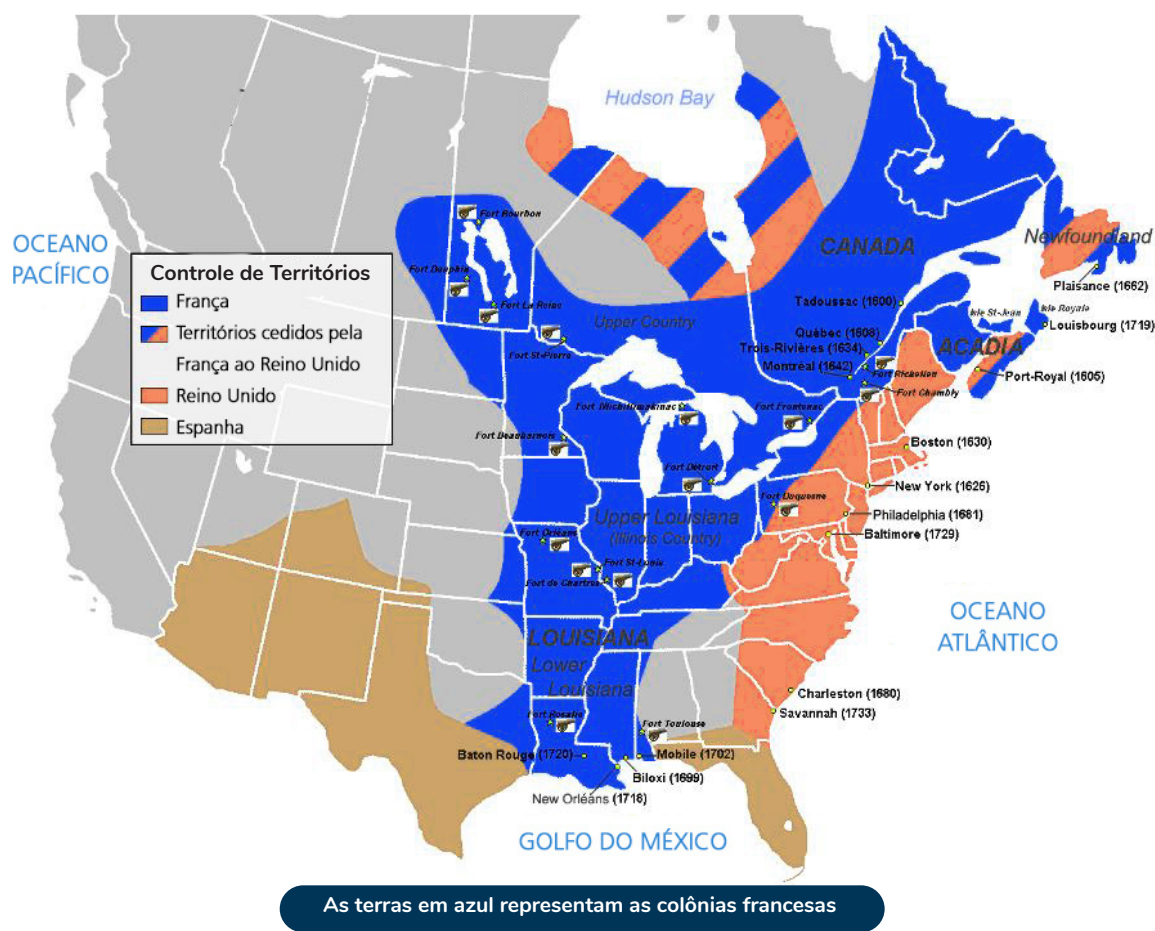 Hudson Bay
OCEANO
PACÍFICO
Controle de Territórios
França
Territórios cedidos pela
França ao Reino Unido
Reino Unido
Espanha
Fort Bourbon
Fort Dauphin
Fort La Reine
Fort St-Pierre
Upper Country
CANADA
Newfoundland
Plaisance (1662)
Tadoussac (1600)
Isle St-Jean
Isle Royale
Louisbourg (1719)
Québec (1608)
Trois-Rivières (1634)
ACADIA
Montréal (1642)
Fort Richelieu
Port-Royal (1605)
Fort Chambly
Fort Michilimakinac
Fort Frontenac
Fort Beauharnois
Boston (1630)
Fort Détroit
New York (1626)
Fort Duquesne
Philadelphia (1681)
Upper Louisiana
(Illinois Country)
Baltimore (1729)
Fort Orléans
Fort St-Louis
Fort de Chartres
OCEANO
ATLÂNTICO
LOUISIANA
Lower
Louisiana
Charleston (1680)
Savannah (1733)
Fort Rosalie
Fort Toulouse
Baton Rouge (1720)
Mobile (1702)
Biloxi (1699)
New Orléans (1718)
GOLFO DO MÉXICO
As terras em azul representam as colônias francesas